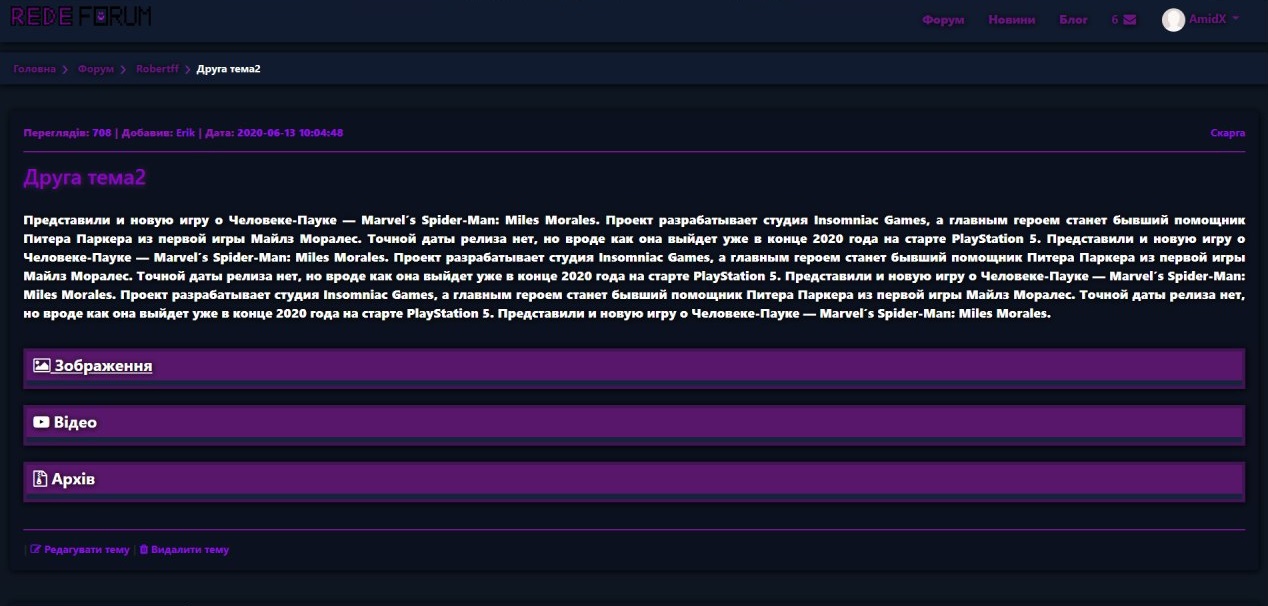 REDE FORUM
Форум Новини Блог 6 AmidX
Головна Форум Robertff Друга тема2
Переглядів: 708 | Добавив: Erik | Дата: 2020-06-13 10:04:48 Скарга
Друга тема2
Представили и новую игру о Человеке-Пауке — Marvel´s Spider-Man: Miles Morales. Проект разрабатывает студия Insomniac Games, а главным героем станет бывший помощник
Питера Паркера из первой игры Майлз Моралес. Точной даты релиза нет, но вроде как она выйдет уже в конце 2020 года на старте PlayStation 5. Представили и новую игру о
Человеке-Пауке — Marvel´s Spider-Man: Miles Morales. Проект разрабатывает студия Insomniac Games, а главным героем станет бывший помощник Питера Паркера из первой игры
Майлз Моралес. Точной даты релиза нет, но вроде как она выйдет уже в конце 2020 года на старте PlayStation 5. Представили и новую игру о Человеке-Пауке — Marvel´s Spider-Man:
Miles Morales. Проект разрабатывает студия Insomniac Games, а главным героем станет бывший помощник Питера Паркера из первой игры Майлз Моралес. Точной даты релиза нет,
но вроде как она выйдет уже в конце 2020 года на старте PlayStation 5. Представили и новую игру о Человеке-Пауке — Marvel´s Spider-Man: Miles Morales.
Зображення
Відео
Архів
| Редагувати тему | Видалити тему